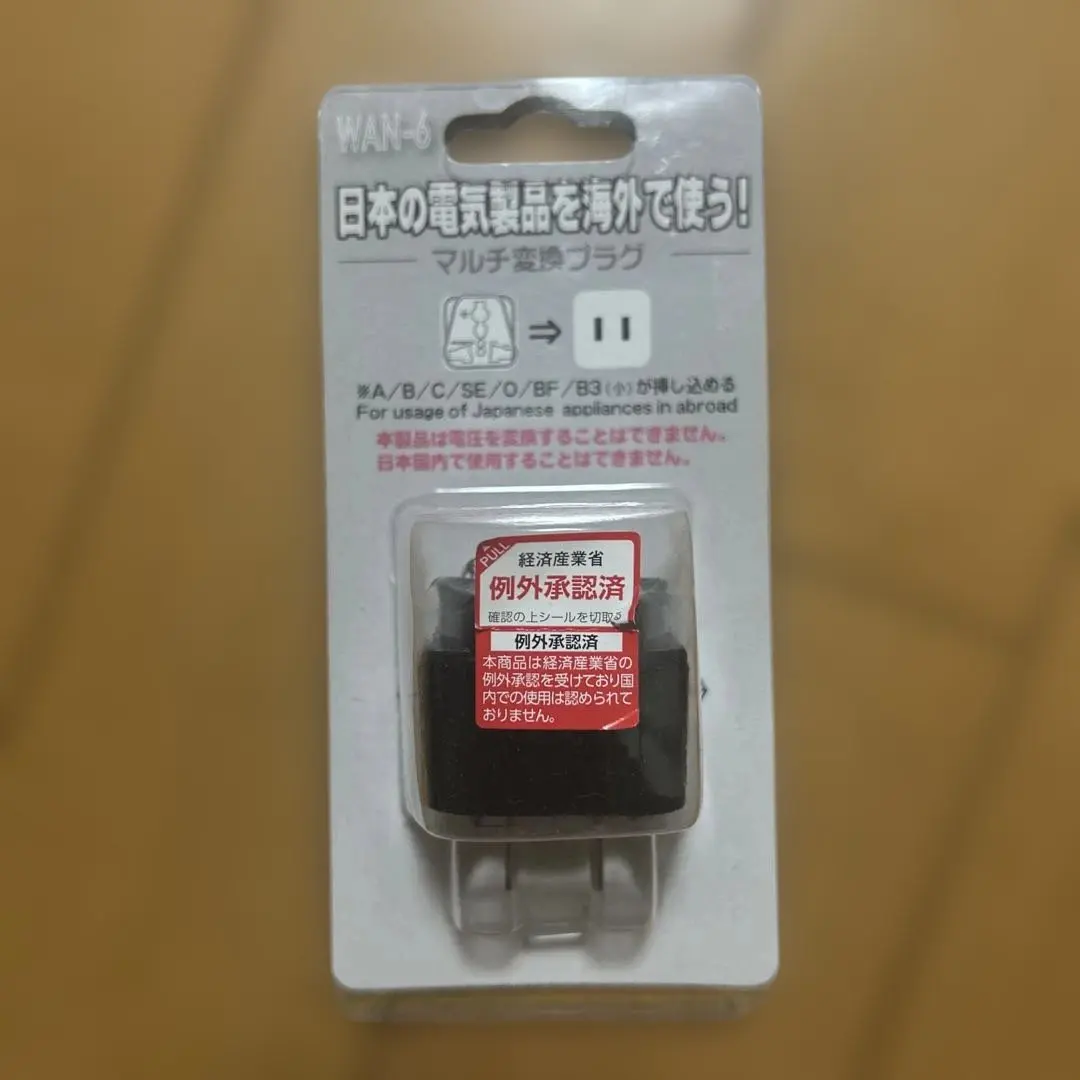 WAN-6
日本の電気製品を海外で使う!
マルチ変換プラグ
※A/B/C/SE/O/BF/B3(小)が挿し込める
For usage of Japanese appliances in abroad
本製品は電圧を変換することはできません。
日本国内で使用することはできません。
PULL
経済産業省
例外承認済
確認の上シールを切取る
例外承認済
本商品は経済産業省の
例外承認を受けており国
内での使用は認められて
おりません。